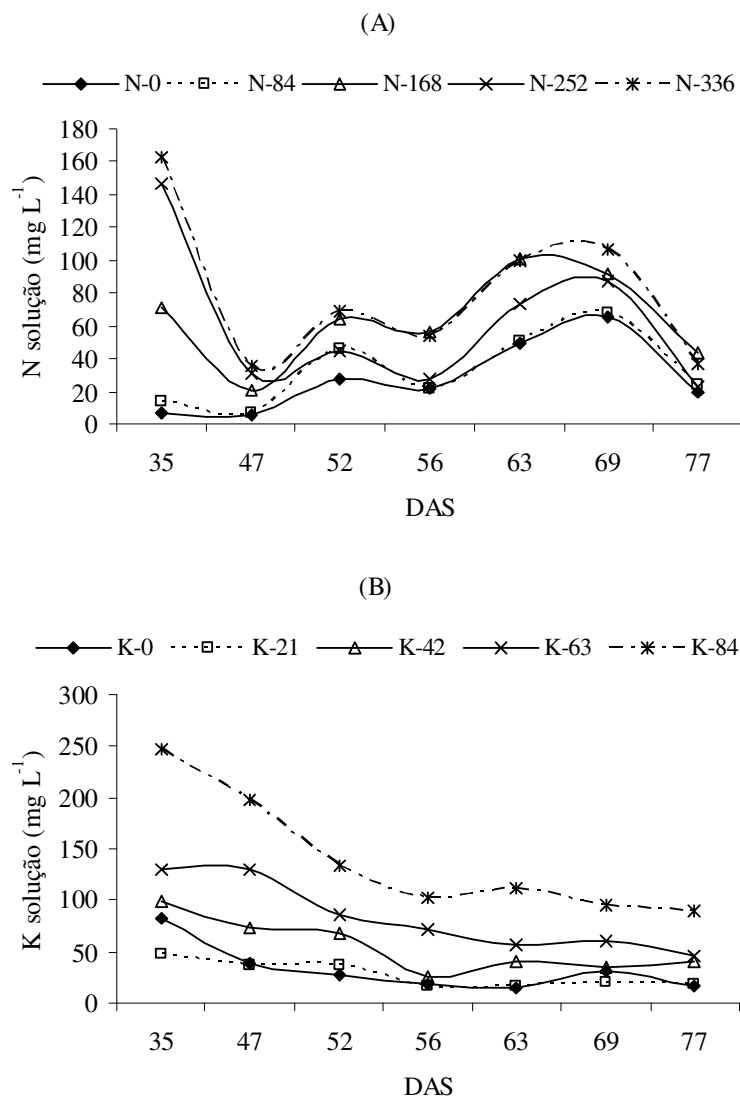 (A)
N-0 N-84 N-168 N-252 N-336
180
160
140
120
100
80
60
40
20
0
N solução (mg L⁻¹)
35 47 52 56 63 69 77
DAS
(B)
K-0 K-21 K-42 K-63 K-84
300
250
200
150
100
50
0
K solução (mg L⁻¹)
35 47 52 56 63 69 77
DAS